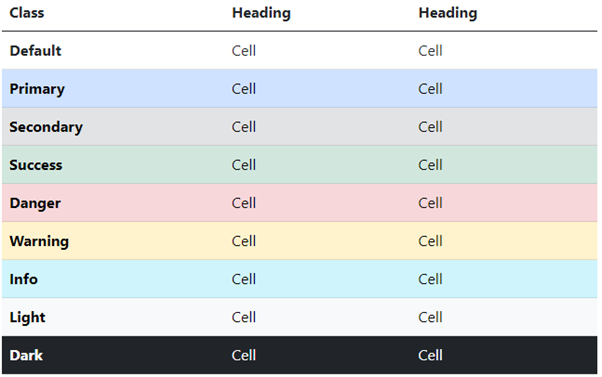 Class Heading Heading
Default Cell Cell
Primary Cell Cell
Secondary Cell Cell
Success Cell Cell
Danger Cell Cell
Warning Cell Cell
Info Cell Cell
Light Cell Cell
Dark Cell Cell